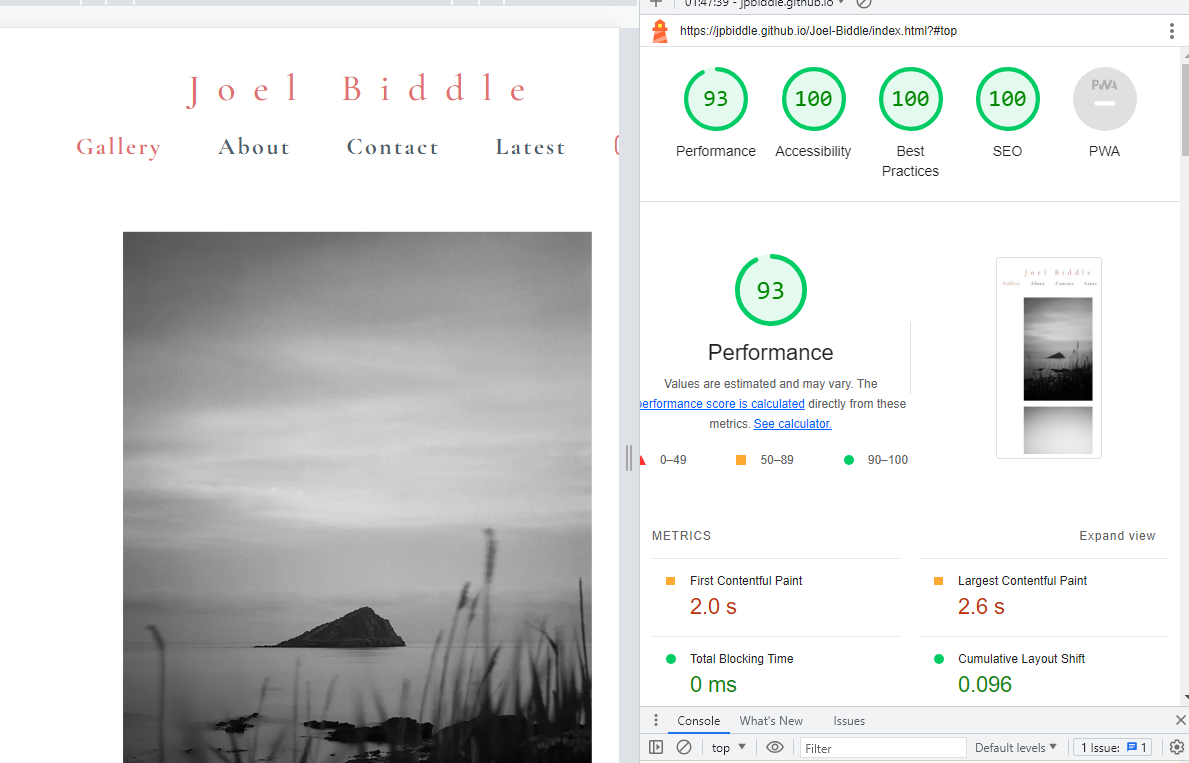 Joel Biddle
Gallery About Contact Latest
01:47:39 - jpbiddle.github.io
https://jpbiddle.github.io/Joel-Biddle/index.html?#top
93 100 100 100 PWA
Performance Accessibility Best Practices SEO PWA
93
Performance
Values are estimated and may vary. The
performance score is calculated directly from these
metrics. See calculator.
0–49 50–89 90–100
Joel Biddle
Gallery About Contact Latest
METRICS Expand view
First Contentful Paint
2.0 s
Largest Contentful Paint
2.6 s
Total Blocking Time
0 ms
Cumulative Layout Shift
0.096
Console What's New Issues
top Filter Default levels 1 Issue: 1